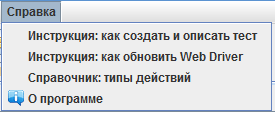 Справка
Инструкция: как создать и описать тест
Инструкция: как обновить Web Driver
Справочник: типы действий
О программе